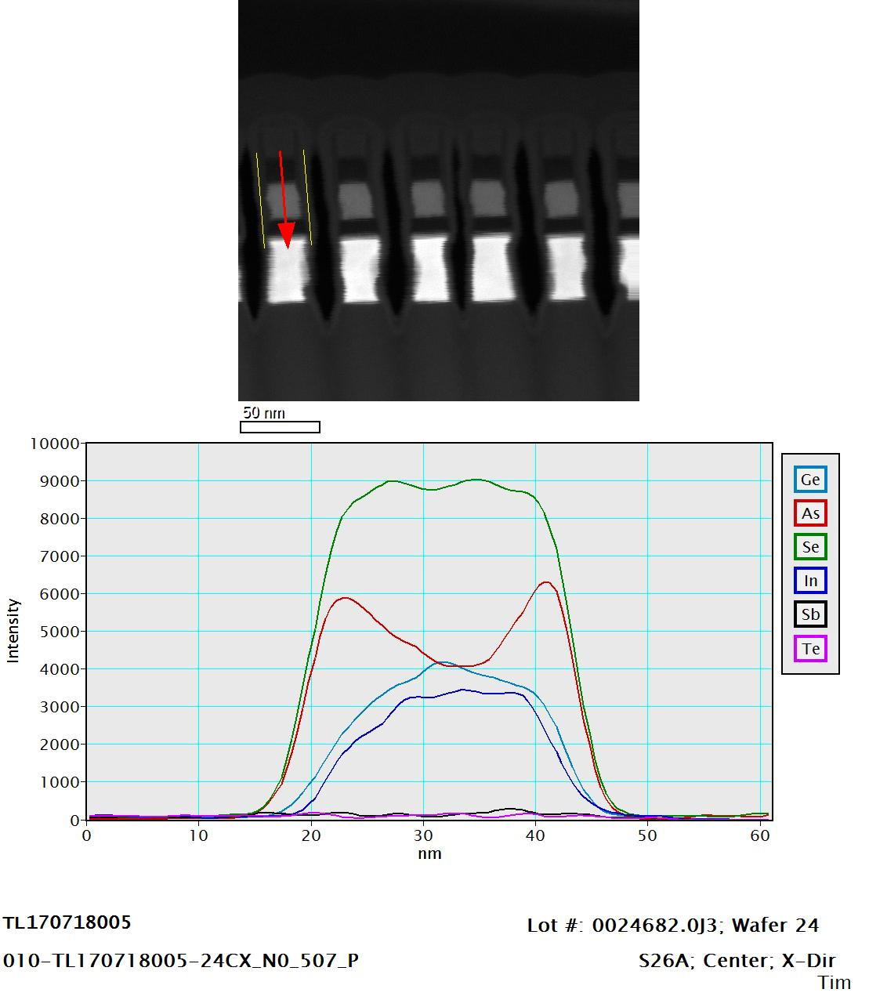 50 nm
10000
9000
8000
7000
6000
5000
4000
3000
2000
1000
0
Intensity
0 10 20 30 40 50 60
nm
Ge
As
Se
In
Sb
Te
TL170718005
Lot #: 0024682.0J3; Wafer 24
010-TL170718005-24CX_N0_507_P
S26A; Center; X-Dir
Tim